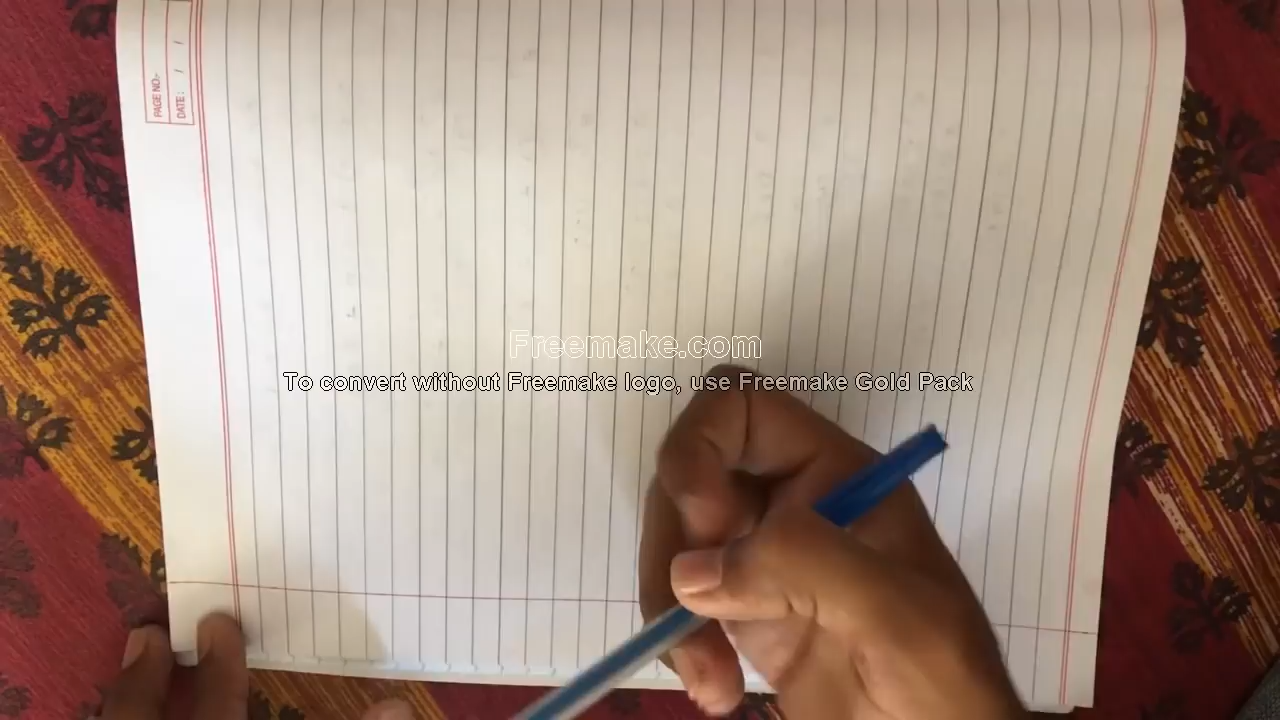 PAGE NO:-
DATE: / /
Freemake.com
To convert without Freemake logo, use Freemake Gold Pack